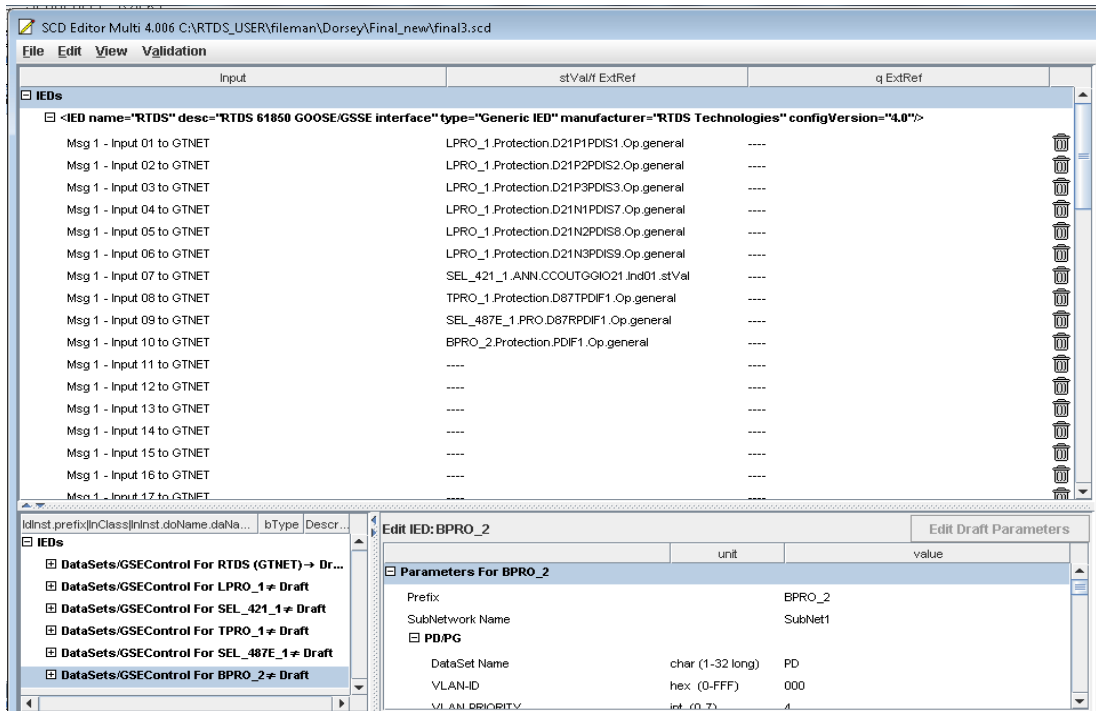 SCD Editor Multi 4.006 C:\RTDS_USER\fileman\Dorsey\Final_new\final3.scd
File Edit View Validation
Input stVal/f ExtRef q ExtRef
IEDs
<IED name="RTDS" desc="RTDS 61850 GOOSE/GSSE interface" type="Generic IED" manufacturer="RTDS Technologies" configVersion="4.0"/>
Msg 1 - Input 01 to GTNET LPRO_1.Protection.D21P1PDIS1.Op.general ----
Msg 1 - Input 02 to GTNET LPRO_1.Protection.D21P2PDIS2.Op.general ----
Msg 1 - Input 03 to GTNET LPRO_1.Protection.D21P3PDIS3.Op.general ----
Msg 1 - Input 04 to GTNET LPRO_1.Protection.D21N1PDIS7.Op.general ----
Msg 1 - Input 05 to GTNET LPRO_1.Protection.D21N2PDIS8.Op.general ----
Msg 1 - Input 06 to GTNET LPRO_1.Protection.D21N3PDIS9.Op.general ----
Msg 1 - Input 07 to GTNET SEL_421_1.ANN.CCOUTGGIO21.Ind01.stVal ----
Msg 1 - Input 08 to GTNET TPRO_1.Protection.D87TPDIF1.Op.general ----
Msg 1 - Input 09 to GTNET SEL_487E_1.PRO.D87RPDIF1.Op.general ----
Msg 1 - Input 10 to GTNET BPRO_2.Protection.PDIF1.Op.general ----
Msg 1 - Input 11 to GTNET ---- ----
Msg 1 - Input 12 to GTNET ---- ----
Msg 1 - Input 13 to GTNET ---- ----
Msg 1 - Input 14 to GTNET ---- ----
Msg 1 - Input 15 to GTNET ---- ----
Msg 1 - Input 16 to GTNET ---- ----
Msg 1 - Input 17 to GTNET ---- ----
ldInst.prefix|lnClass|lnInst.doName.daNa... bType Descr...
IEDs
DataSets/GSEControl For RTDS (GTNET)→ Dr...
DataSets/GSEControl For LPRO_1≠ Draft
DataSets/GSEControl For SEL_421_1≠ Draft
DataSets/GSEControl For TPRO_1≠ Draft
DataSets/GSEControl For SEL_487E_1≠ Draft
DataSets/GSEControl For BPRO_2≠ Draft
Edit IED: BPRO_2 Edit Draft Parameters
unit value
Parameters For BPRO_2
Prefix BPRO_2
SubNetwork Name SubNet1
PD/PG
DataSet Name char (1-32 long) PD
VLAN-ID hex (0-FFF) 000
VLAN PRIORITY int (0-7) 4